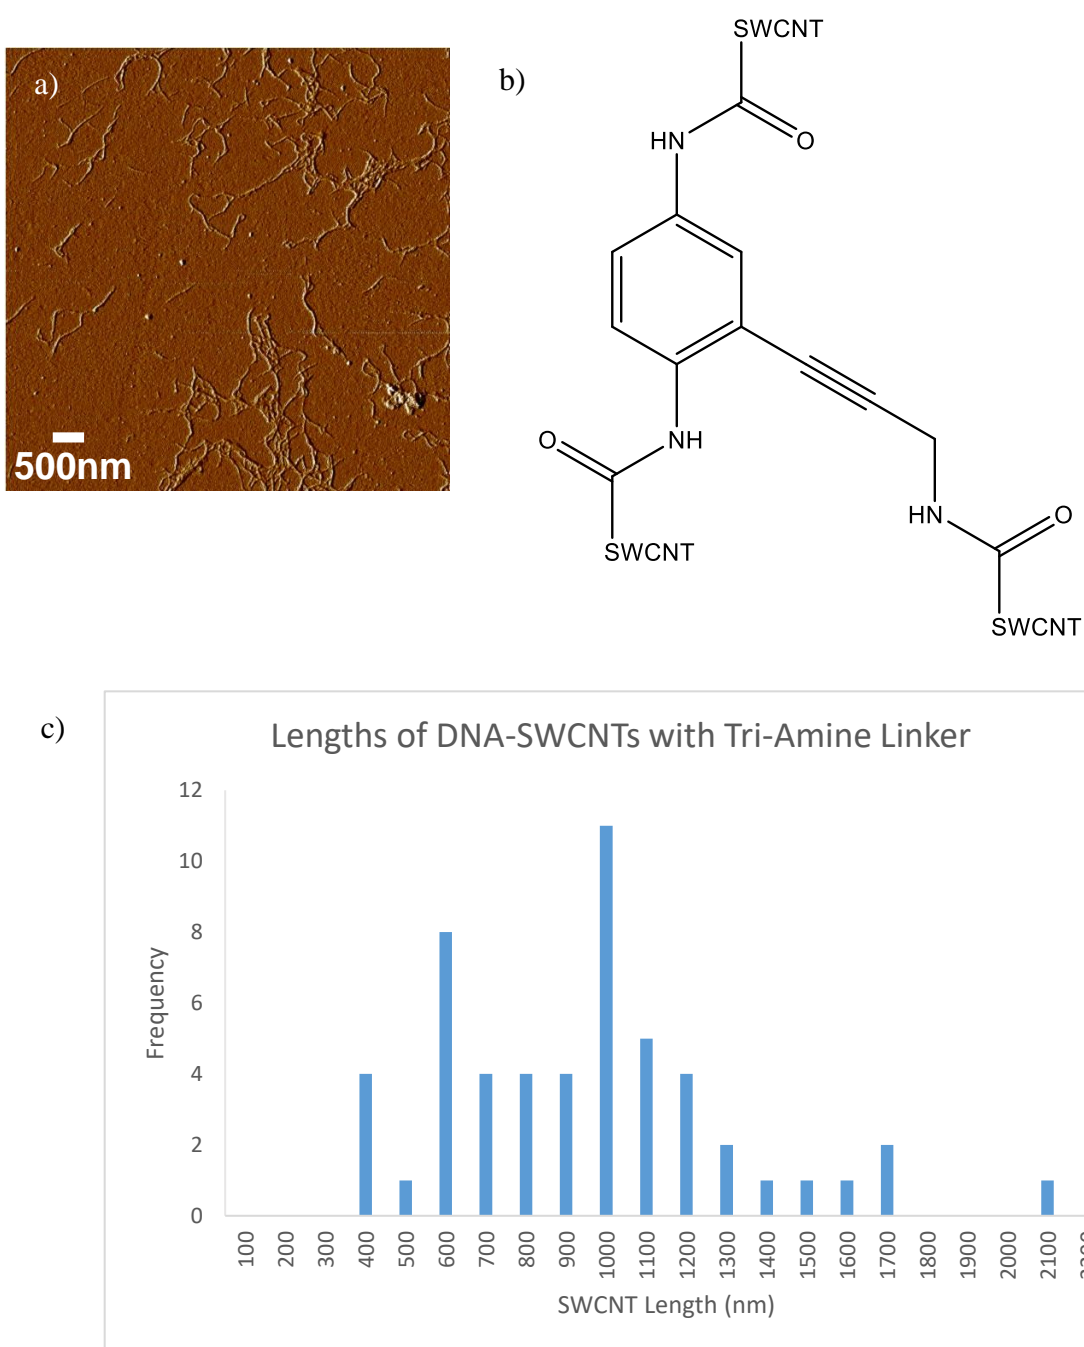 a)
500nm
b)
SWCNT
HN
O
O
NH
SWCNT
HN
O
SWCNT
c)
Lengths of DNA-SWCNTs with Tri-Amine Linker
12
10
8
6
4
2
0
Frequency
100 200 300 400 500 600 700 800 900 1000 1100 1200 1300 1400 1500 1600 1700 1800 1900 2000 2100
SWCNT Length (nm)